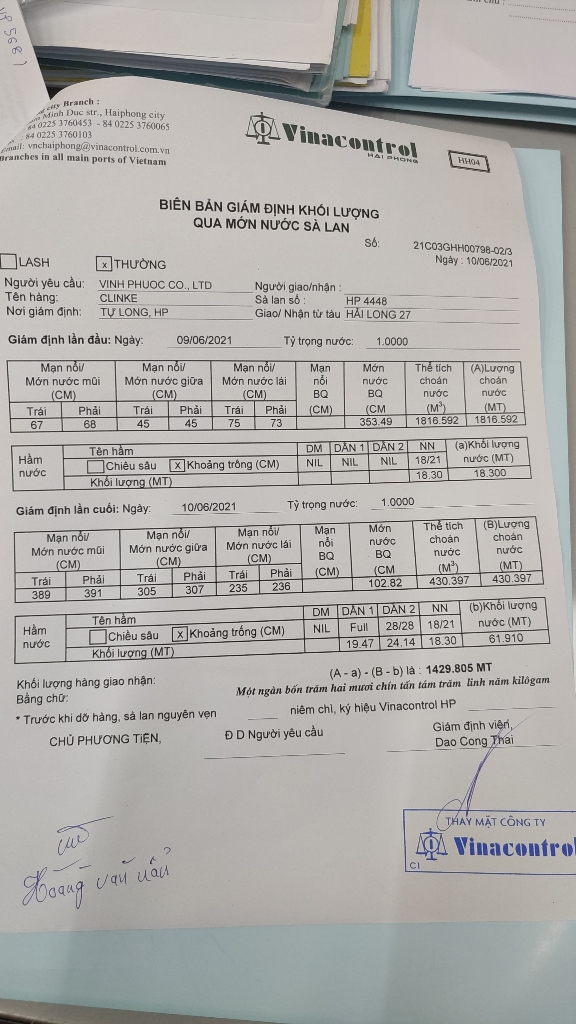 VP 5687
city Branch :
Minh Duc str., Haiphong city
84 0225 3760453 - 84 0225 3760065
: 84 0225 3760103
Email: vnchaiphong@vinacontrol.com.vn
Branches in all main ports of Vietnam
Vinacontrol
HAI PHONG
HH04
BIÊN BẢN GIÁM ĐỊNH KHỐI LƯỢNG
QUA MỚN NƯỚC SÀ LAN
Số: 21C03GHH00798-02/3
Ngày : 10/06/2021
LASH x THƯỜNG
Người yêu cầu: VINH PHUOC CO., LTD Người giao/nhận :
Tên hàng: CLINKE Sà lan số : HP 4448
Nơi giám định: TỰ LONG, HP Giao/ Nhận từ tàu HẢI LONG 27
Giám định lần đầu: Ngày: 09/06/2021 Tỷ trọng nước: 1.0000
Mạn nổi/ Mạn nổi/ Mạn nổi/ Mạn Mớn Thể tích (A)Lượng
Mớn nước mũi Mớn nước giữa Mớn nước lái nổi nước choán choán
(CM) (CM) (CM) BQ BQ nước nước
Trái Phải Trái Phải Trái Phải (CM) (CM (M³) (MT)
67 68 45 45 75 73 353.49 1816.592 1816.592
Hầm nước Tên hầm DM DẰN 1 DẰN 2 NN (a)Khối lượng
Chiều sâu x Khoảng trống (CM) NIL NIL NIL 18/21 nước (MT)
Khối lượng (MT) 18.30 18.300
Giám định lần cuối: Ngày: 10/06/2021 Tỷ trọng nước: 1.0000
Mạn nổi/ Mạn nổi/ Mạn nổi/ Mạn Mớn Thể tích (B)Lượng
Mớn nước mũi Mớn nước giữa Mớn nước lái nổi nước choán choán
(CM) (CM) (CM) BQ BQ nước nước
Trái Phải Trái Phải Trái Phải (CM) (CM (M³) (MT)
389 391 305 307 235 236 102.82 430.397 430.397
Hầm nước Tên hầm DM DẰN 1 DẰN 2 NN (b)Khối lượng
Chiều sâu x Khoảng trống (CM) NIL Full 28/28 18/21 nước (MT)
Khối lượng (MT) 19.47 24.14 18.30 61.910
Khối lượng hàng giao nhận: (A - a) - (B - b) là : 1429.805 MT
Bằng chữ: Một ngàn bốn trăm hai mươi chín tấn tám trăm linh năm kilôgam
* Trước khi dỡ hàng, sà lan nguyên vẹn niêm chì, ký hiệu Vinacontrol HP
CHỦ PHƯƠNG TIỆN, Đ D Người yêu cầu Giám định viên,
Dao Cong Thai
Hoàng văn uẩn
THAY MẶT CÔNG TY
Vinacontrol
C1